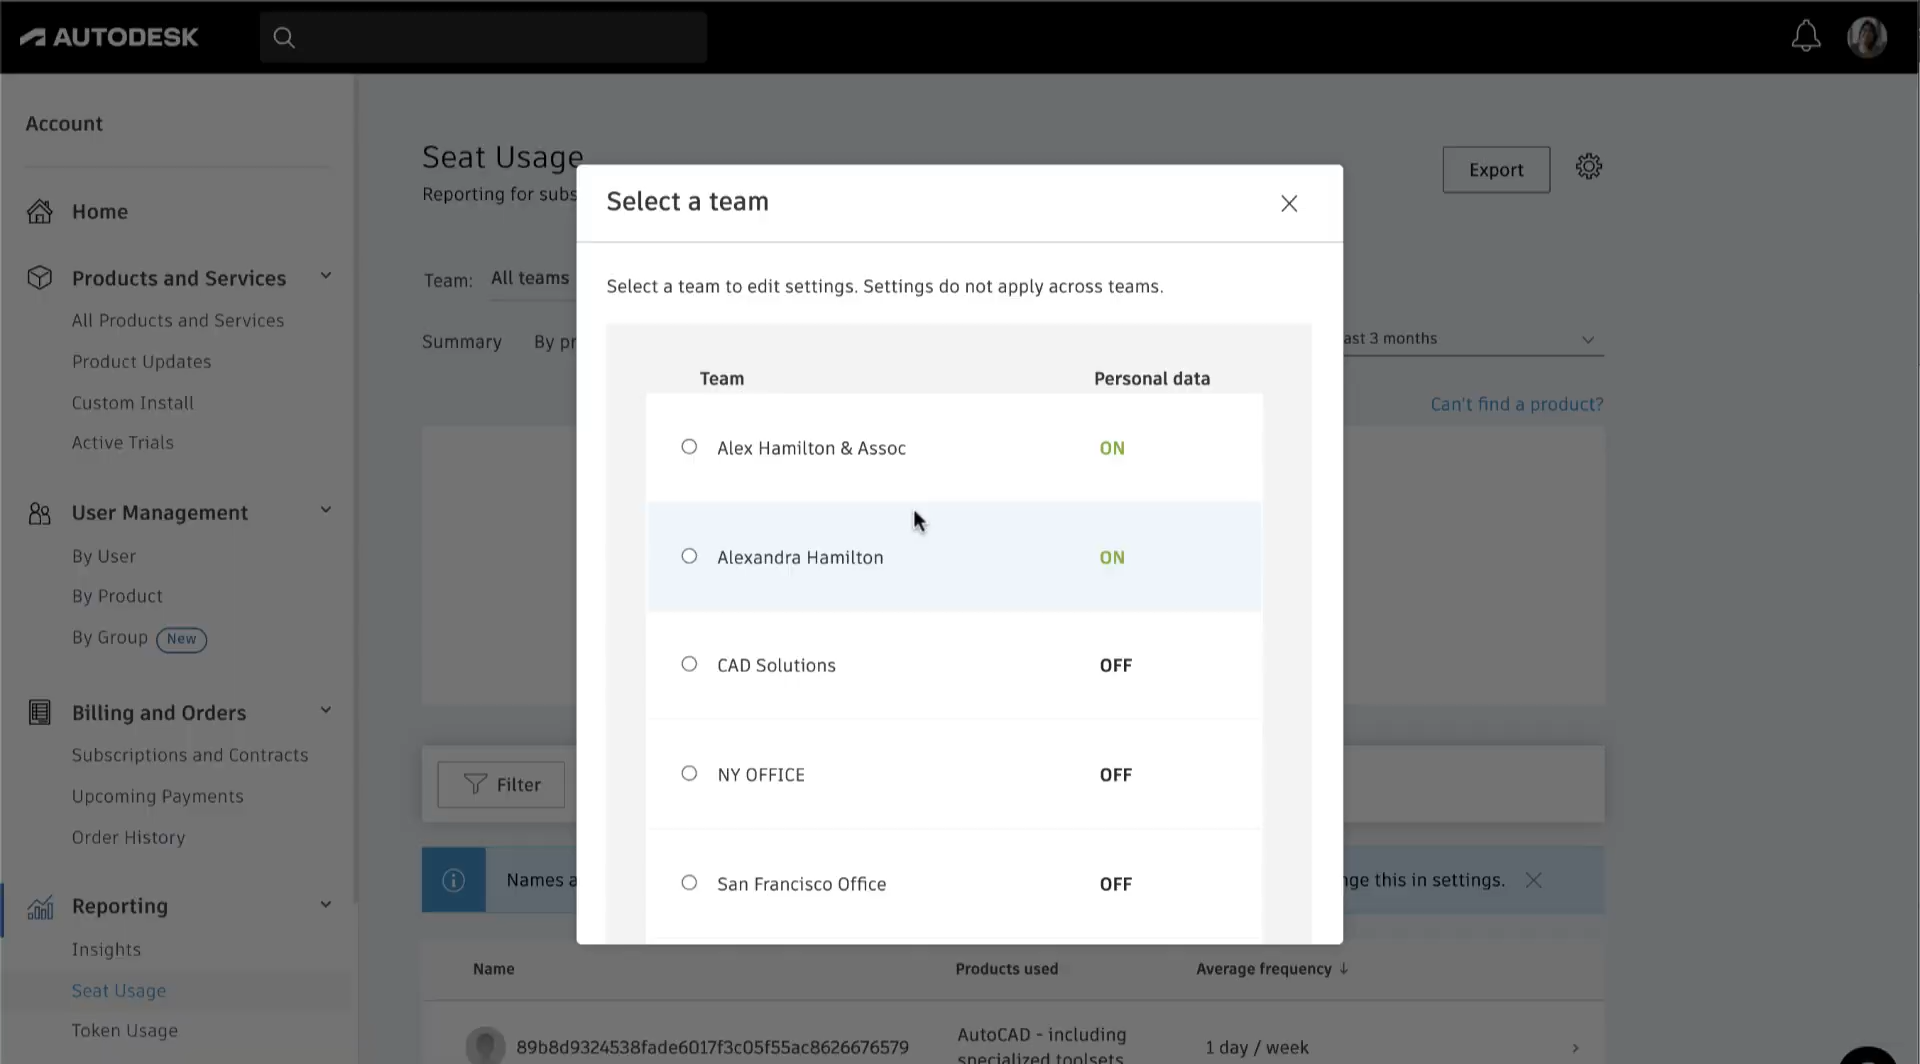 AUTODESK
Account
Home
Products and Services
All Products and Services
Product Updates
Custom Install
Active Trials
User Management
By User
By Product
By Group New
Billing and Orders
Subscriptions and Contracts
Upcoming Payments
Order History
Reporting
Insights
Seat Usage
Token Usage
Seat Usage
Reporting for subs
Export
Team: All teams
Summary By pr
ast 3 months
Can't find a product?
Select a team
Select a team to edit settings. Settings do not apply across teams.
Team Personal data
Alex Hamilton & Assoc ON
Alexandra Hamilton ON
CAD Solutions OFF
NY OFFICE OFF
San Francisco Office OFF
Filter
Names a
nge this in settings.
Name Products used Average frequency ↓
89b8d9324538fade6017f3c05f55ac8626676579 AutoCAD - including 1 day / week
specialized toolsets